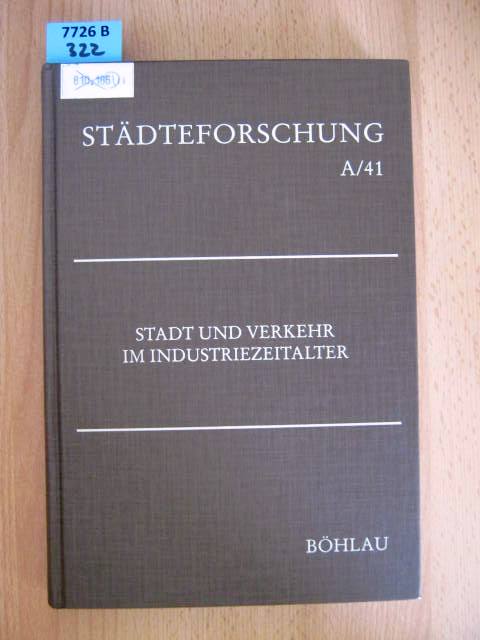 7726 B
322
STÄDTEFORSCHUNG
A/41
STADT UND VERKEHR
IM INDUSTRIEZEITALTER
BÖHLAU